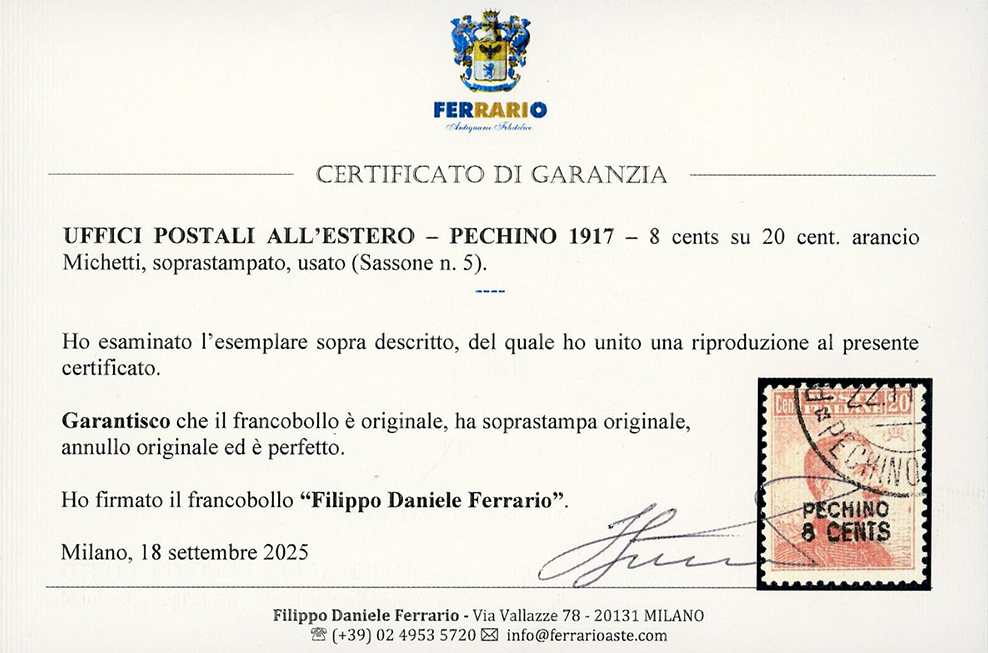 FERRARIO
Antiquario Filatelico
CERTIFICATO DI GARANZIA
UFFICI POSTALI ALL'ESTERO – PECHINO 1917 – 8 cents su 20 cent. arancio
Michetti, soprastampato, usato (Sassone n. 5).
----
Ho esaminato l'esemplare sopra descritto, del quale ho unito una riproduzione al presente
certificato.
Garantisco che il francobollo è originale, ha soprastampa originale,
annullo originale ed è perfetto.
Ho firmato il francobollo “Filippo Daniele Ferrario”.
Milano, 18 settembre 2025
Cent 20
PECHINO
PECHINO
8 CENTS
Filippo Daniele Ferrario - Via Vallazze 78 - 20131 MILANO
☏ (+39) 02 4953 5720 ✉ info@ferrarioaste.com